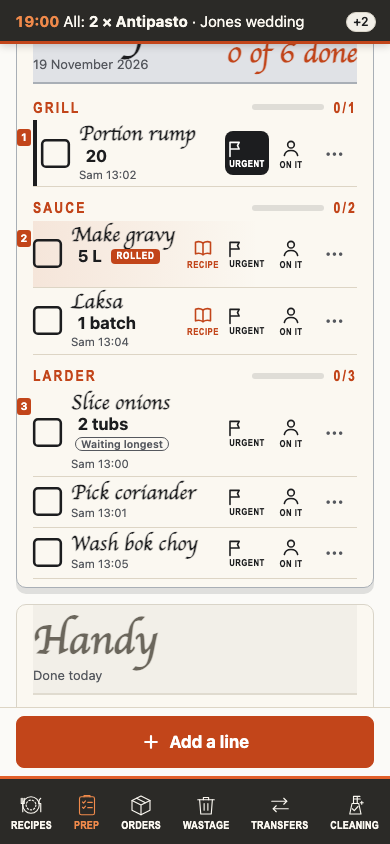 19:00 All: 2 × Antipasto · Jones wedding +2
19 November 2026
0 of 6 done
GRILL 0/1
1
Portion rump
20
Sam 13:02
URGENT ON IT
SAUCE 0/2
2
Make gravy
5 L ROLLED
RECIPE URGENT ON IT
Laksa
1 batch
Sam 13:04
RECIPE URGENT ON IT
LARDER 0/3
3
Slice onions
2 tubs
Waiting longest
Sam 13:00
URGENT ON IT
Pick coriander
Sam 13:01
URGENT ON IT
Wash bok choy
Sam 13:05
URGENT ON IT
Handy
Done today
+ Add a line
RECIPES PREP ORDERS WASTAGE TRANSFERS CLEANING